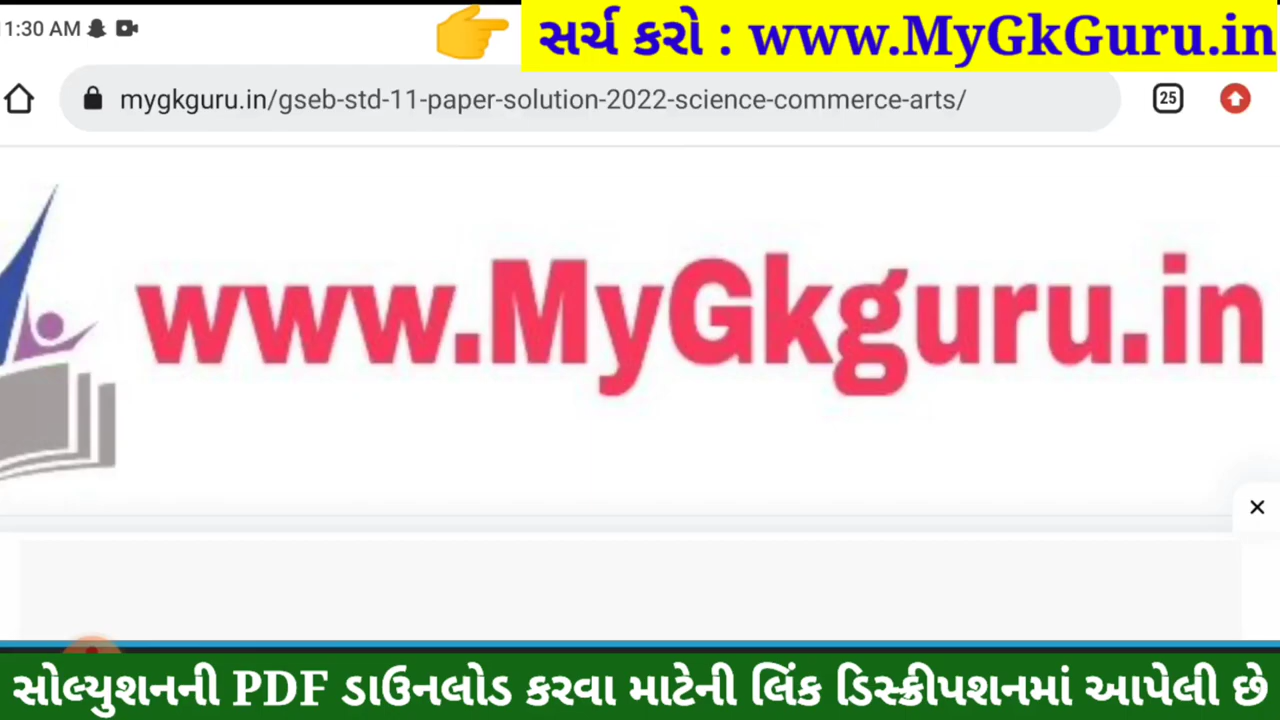 1:30 AM
👉 સર્ચ કરો : www.MyGkGuru.in
mygkguru.in/gseb-std-11-paper-solution-2022-science-commerce-arts/
25
www.MyGkguru.in
સોલ્યુશનની PDF ડાઉનલોડ કરવા માટેની લિંક ડિસ્ક્રીપશનમાં આપેલી છે